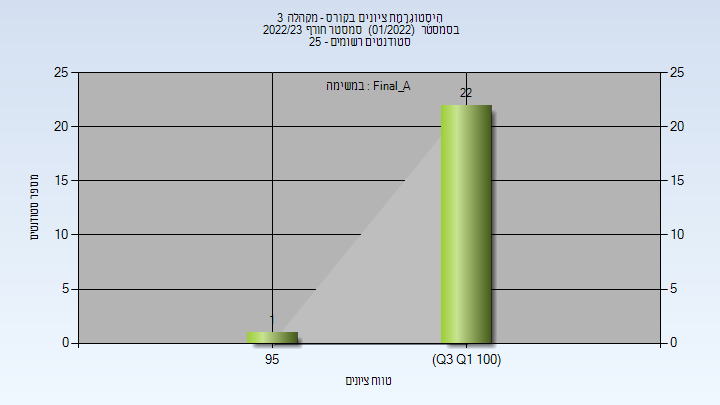 היסטוגרמת ציונים בקורס - מקהלה 3
בסמסטר (01/2022) סמסטר חורף 2022/23
סטודנטים רשומים - 25
במשימה : Final_A
25
20
15
10
5
0
25
20
15
10
5
0
מספר סטודנטים
1
22
95
(Q3 Q1 100)
טווח ציונים